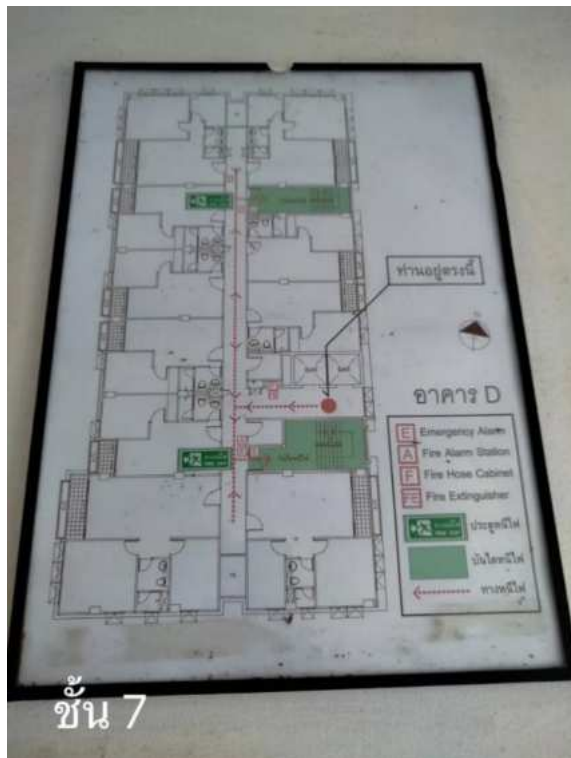 ท่านอยู่ตรงนี้
อาคาร D
E Emergency Alarm
A Fire Alarm Station
F Fire Hose Cabinet
FE Fire Extinguisher
ประตูหนีไฟ
บันใดหนีไฟ
ทางหนีไฟ
ชั้น 7